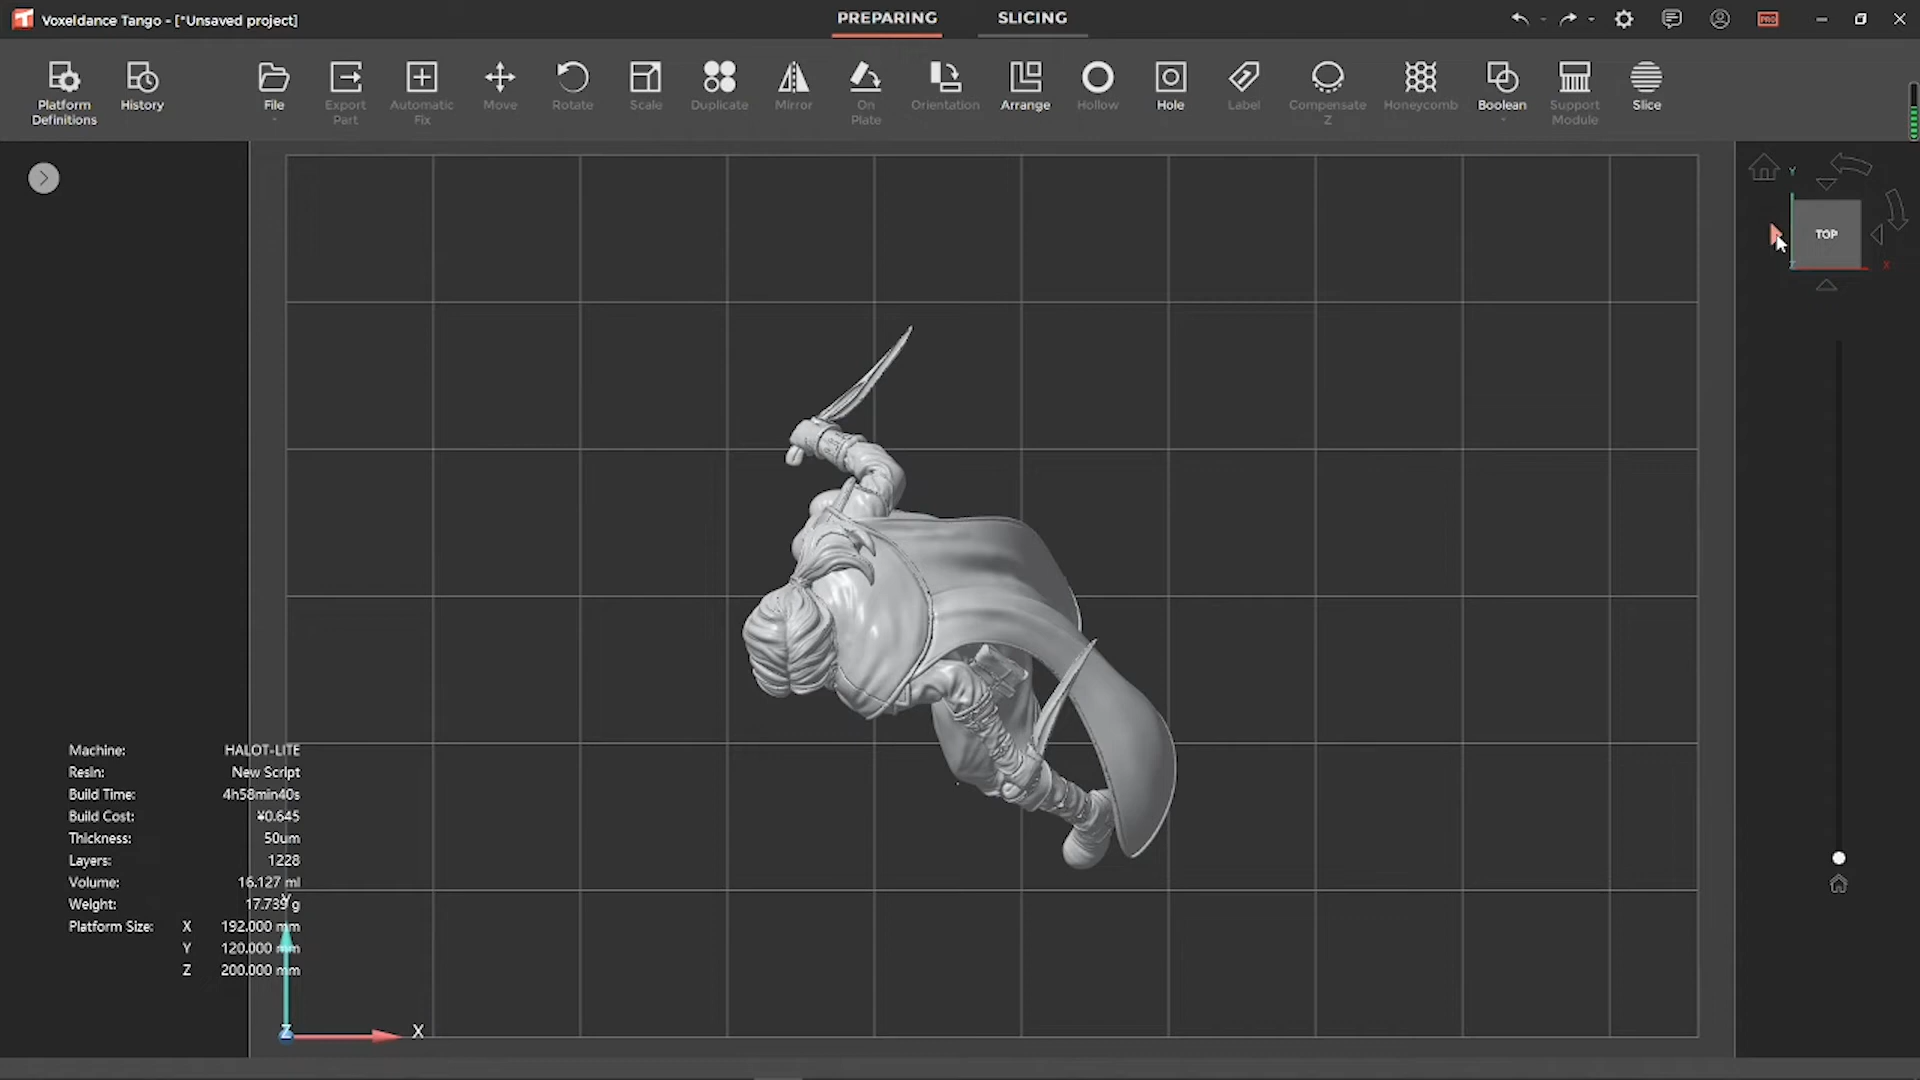 Voxeldance Tango - [*Unsaved project]
PREPARING
SLICING
PRO
Platform
Definitions
History
File
Export
Part
Automatic
Fix
Move
Rotate
Scale
Duplicate
Mirror
On
Plate
Orientation
Arrange
Hollow
Hole
Label
Compensate
Z
Honeycomb
Boolean
Support
Module
Slice
Y
TOP
Z
X
Machine: HALOT-LITE
Resin: New Script
Build Time: 4h58min40s
Build Cost: ¥0.645
Thickness: 50um
Layers: 1228
Volume: 16.127 ml
Weight: 17.739 g
Platform Size: X 192.000 mm
Y 120.000 mm
Z 200.000 mm
Y
Z
X